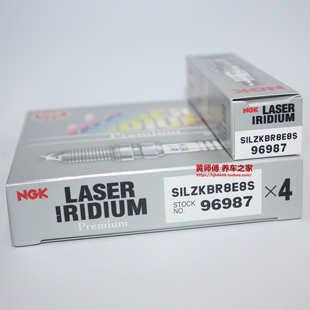 NGK
LASER
IRIDIUM
SILZKBR8E8S
96987
Premium
黄师傅 养车之家
NGK
LASER
IRIDIUM
Premium
SILZKBR8E8S
STOCK
NO.
96987
×4